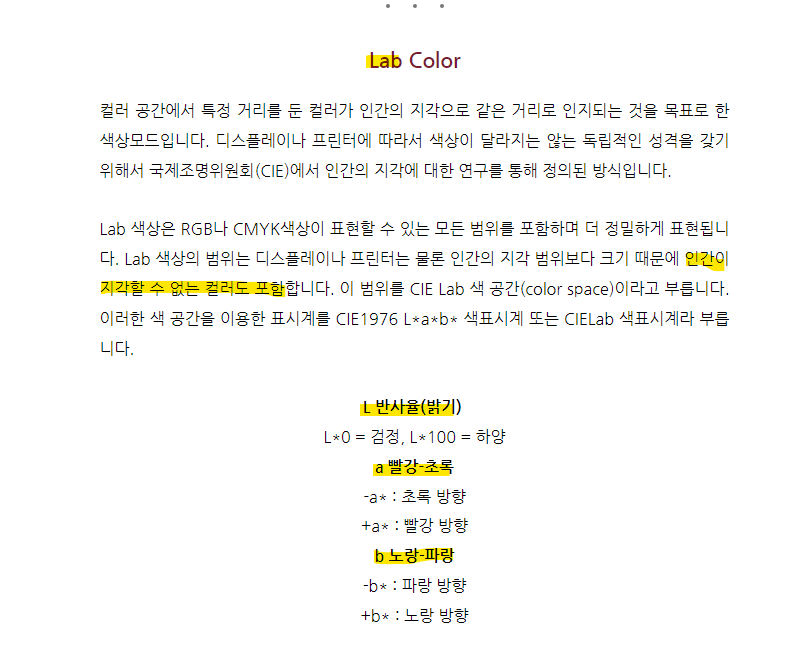 Lab Color
컬러 공간에서 특정 거리를 둔 컬러가 인간의 지각으로 같은 거리로 인지되는 것을 목표로 한
색상모드입니다. 디스플레이나 프린터에 따라서 색상이 달라지는 않는 독립적인 성격을 갖기
위해서 국제조명위원회(CIE)에서 인간의 지각에 대한 연구를 통해 정의된 방식입니다.
Lab 색상은 RGB나 CMYK색상이 표현할 수 있는 모든 범위를 포함하며 더 정밀하게 표현됩니
다. Lab 색상의 범위는 디스플레이나 프린터는 물론 인간의 지각 범위보다 크기 때문에 인간이
지각할 수 없는 컬러도 포함합니다. 이 범위를 CIE Lab 색 공간(color space)이라고 부릅니다.
이러한 색 공간을 이용한 표시계를 CIE1976 L*a*b* 색표시계 또는 CIELab 색표시계라 부릅
니다.
L 반사율(밝기)
L*0 = 검정, L*100 = 하양
a 빨강-초록
-a* : 초록 방향
+a* : 빨강 방향
b 노랑-파랑
-b* : 파랑 방향
+b* : 노랑 방향